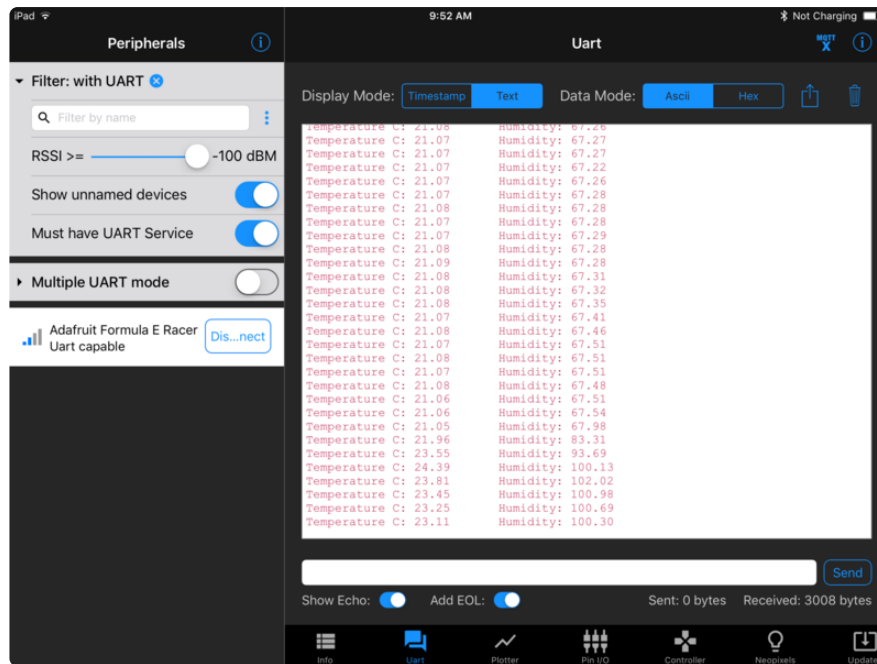 iPad 9:52 AM Not Charging
Peripherals
Uart
MQTT
X
Filter: with UART
Filter by name
RSSI >= -100 dBM
Show unnamed devices
Must have UART Service
Multiple UART mode
Adafruit Formula E Racer
Uart capable
Dis...nect
Display Mode: Timestamp Text Data Mode: Ascii Hex
Temperature C: 21.08 Humidity: 67.26
Temperature C: 21.07 Humidity: 67.27
Temperature C: 21.07 Humidity: 67.27
Temperature C: 21.07 Humidity: 67.22
Temperature C: 21.07 Humidity: 67.26
Temperature C: 21.07 Humidity: 67.28
Temperature C: 21.08 Humidity: 67.28
Temperature C: 21.07 Humidity: 67.28
Temperature C: 21.07 Humidity: 67.29
Temperature C: 21.08 Humidity: 67.28
Temperature C: 21.09 Humidity: 67.28
Temperature C: 21.08 Humidity: 67.31
Temperature C: 21.08 Humidity: 67.32
Temperature C: 21.08 Humidity: 67.35
Temperature C: 21.07 Humidity: 67.41
Temperature C: 21.08 Humidity: 67.46
Temperature C: 21.07 Humidity: 67.51
Temperature C: 21.08 Humidity: 67.51
Temperature C: 21.07 Humidity: 67.51
Temperature C: 21.08 Humidity: 67.48
Temperature C: 21.06 Humidity: 67.51
Temperature C: 21.06 Humidity: 67.54
Temperature C: 21.05 Humidity: 67.98
Temperature C: 21.96 Humidity: 83.31
Temperature C: 23.55 Humidity: 93.69
Temperature C: 24.39 Humidity: 100.13
Temperature C: 23.81 Humidity: 102.02
Temperature C: 23.45 Humidity: 100.98
Temperature C: 23.25 Humidity: 100.69
Temperature C: 23.11 Humidity: 100.30
Send
Show Echo: Add EOL: Sent: 0 bytes Received: 3008 bytes
Info Uart Plotter Pin I/O Controller Neopixels Update